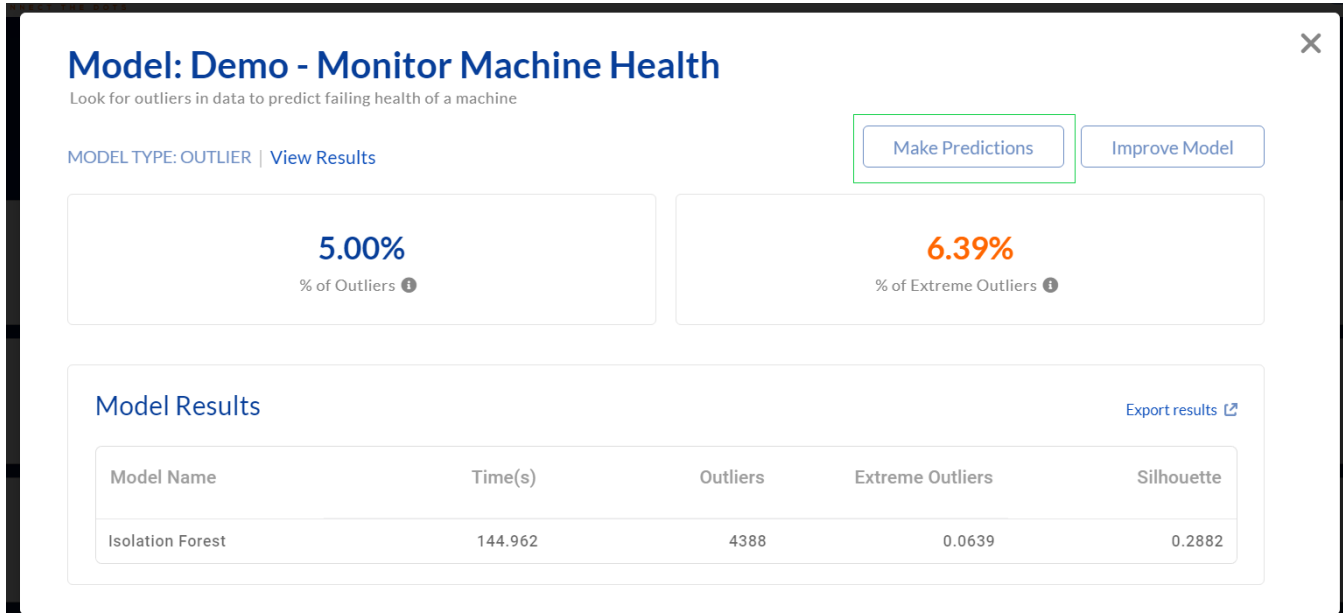 Model: Demo - Monitor Machine Health
Look for outliers in data to predict failing health of a machine
MODEL TYPE: OUTLIER | View Results
Make Predictions
Improve Model
5.00%
% of Outliers
6.39%
% of Extreme Outliers
Model Results
Export results
Model Name Time(s) Outliers Extreme Outliers Silhouette
Isolation Forest 144.962 4388 0.0639 0.2882